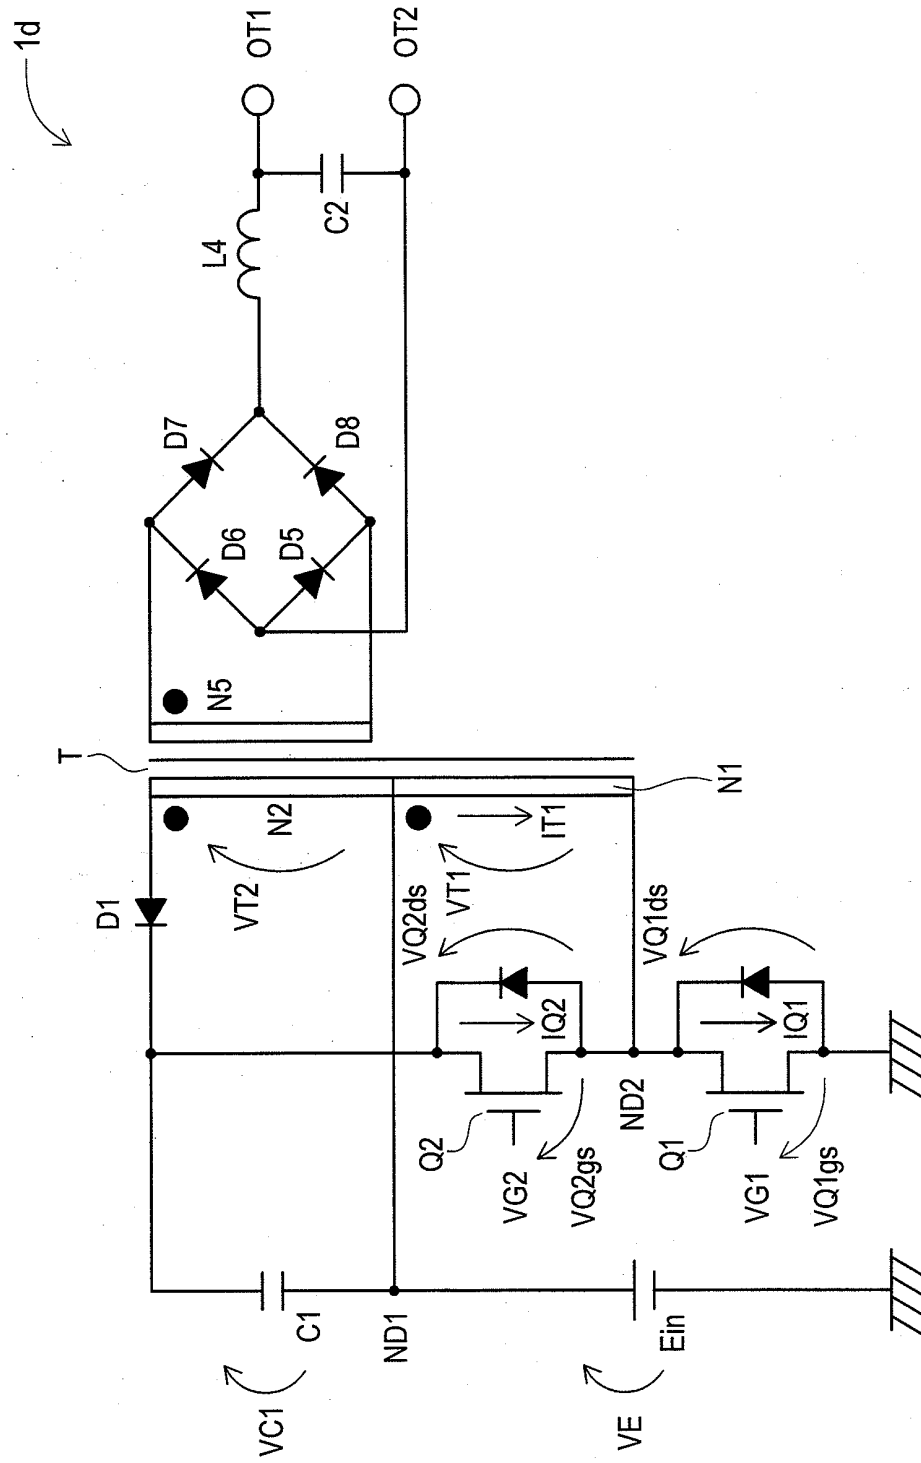 1d
OT1
OT2
C2
L4
D7
D8
D6
D5
N5
T
N1
N2
IT1
VT2
VT1
D1
VQ2ds
VQ1ds
IQ2
IQ1
ND2
Q2
Q1
VG2
VQ2gs
VG1
VQ1gs
C1
ND1
Ein
VC1
VE